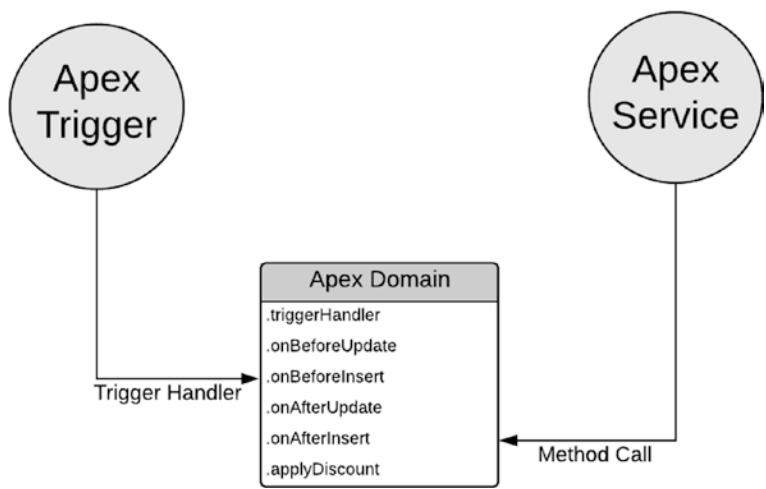 Apex
Trigger
Apex
Service
Apex Domain
.triggerHandler
.onBeforeUpdate
.onBeforeInsert
.onAfterUpdate
.onAfterInsert
.applyDiscount
Trigger Handler
Method Call